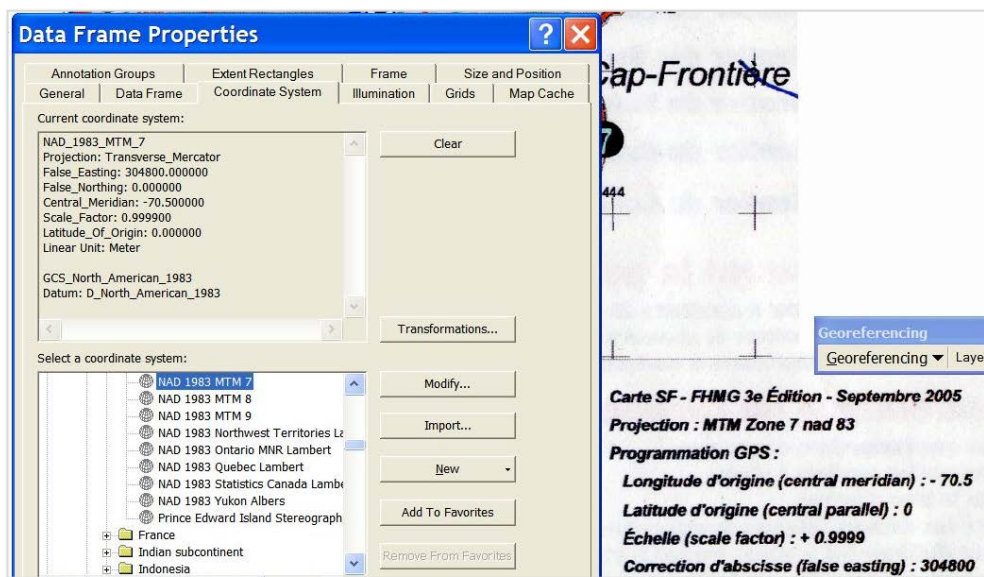 Data Frame Properties
Annotation Groups
Extent Rectangles
Frame
Size and Position
General
Data Frame
Coordinate System
Illumination
Grids
Map Cache
Current coordinate system:
NAD_1983_MTM_7
Projection: Transverse_Mercator
False_Easting: 304800.000000
False_Northing: 0.000000
Central_Meridian: -70.500000
Scale_Factor: 0.999900
Latitude_Of_Origin: 0.000000
Linear Unit: Meter
GCS_North_American_1983
Datum: D_North_American_1983
Clear
Transformations...
Select a coordinate system:
NAD 1983 MTM 7
NAD 1983 MTM 8
NAD 1983 MTM 9
NAD 1983 Northwest Territories La
NAD 1983 Ontario MNR Lambert
NAD 1983 Quebec Lambert
NAD 1983 Statistics Canada Lambe
NAD 1983 Yukon Albers
Prince Edward Island Stereograph
France
Indian subcontinent
Indonesia
Modify...
Import...
New
Add To Favorites
Remove From Favorites
Cap-Frontière
7
444
Georeferencing
Georeferencing
Laye
Carte SF - FHMG 3e Édition - Septembre 2005
Projection : MTM Zone 7 nad 83
Programmation GPS :
Longitude d'origine (central meridian) : - 70.5
Latitude d'origine (central parallel) : 0
Échelle (scale factor) : + 0.9999
Correction d'abscisse (false easting) : 304800